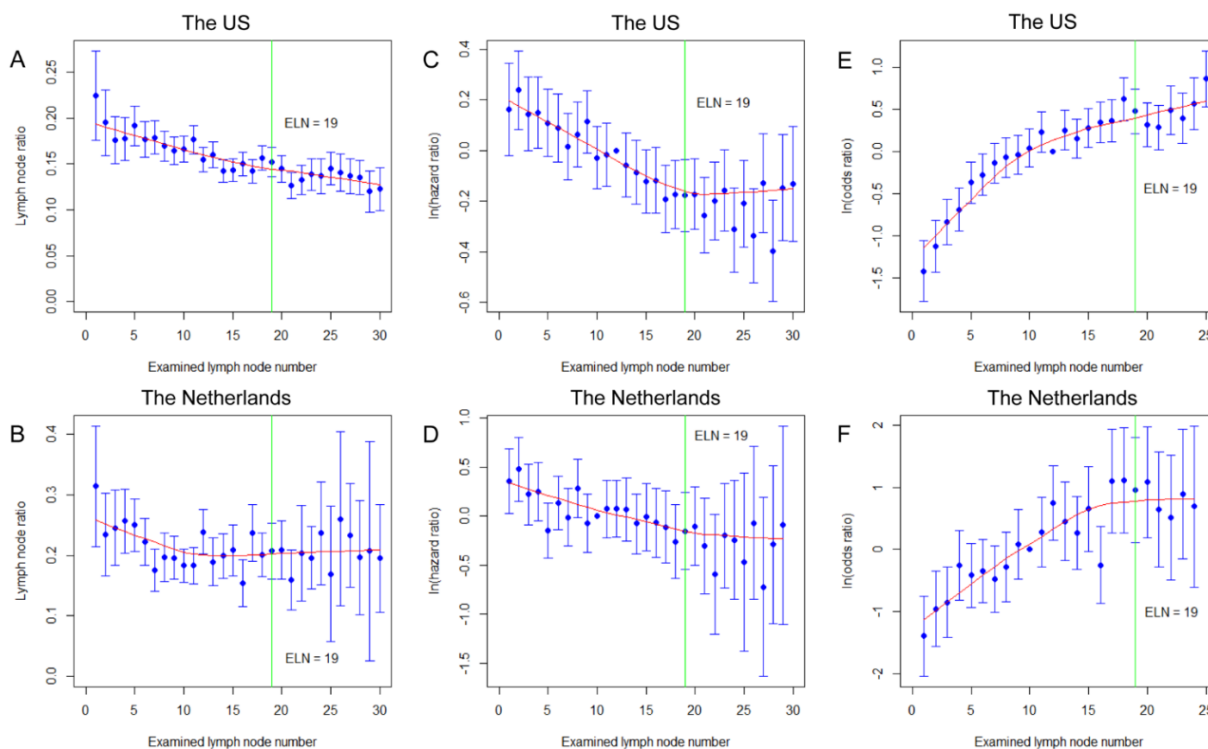 The US
A
Lymph node ratio
0.25
0.20
0.15
0.10
0.05
0.00
ELN = 19
0 5 10 15 20 25 30
Examined lymph node number
The US
C
ln(hazard ratio)
0.4
0.2
-0.2
-0.6
ELN = 19
0 5 10 15 20 25 30
Examined lymph node number
The US
E
ln(odds ratio)
1.0
0.5
0.0
-0.5
-1.0
-1.5
ELN = 19
0 5 10 15 20 25
Examined lymph node number
The Netherlands
B
Lymph node ratio
0.4
0.3
0.2
0.1
0.0
ELN = 19
0 5 10 15 20 25 30
Examined lymph node number
The Netherlands
D
ln(hazard ratio)
1.0
0.5
0.0
-0.5
-1.5
ELN = 19
0 5 10 15 20 25 30
Examined lymph node number
The Netherlands
F
ln(odds ratio)
2
1
0
-1
-2
ELN = 19
0 5 10 15 20 25
Examined lymph node number